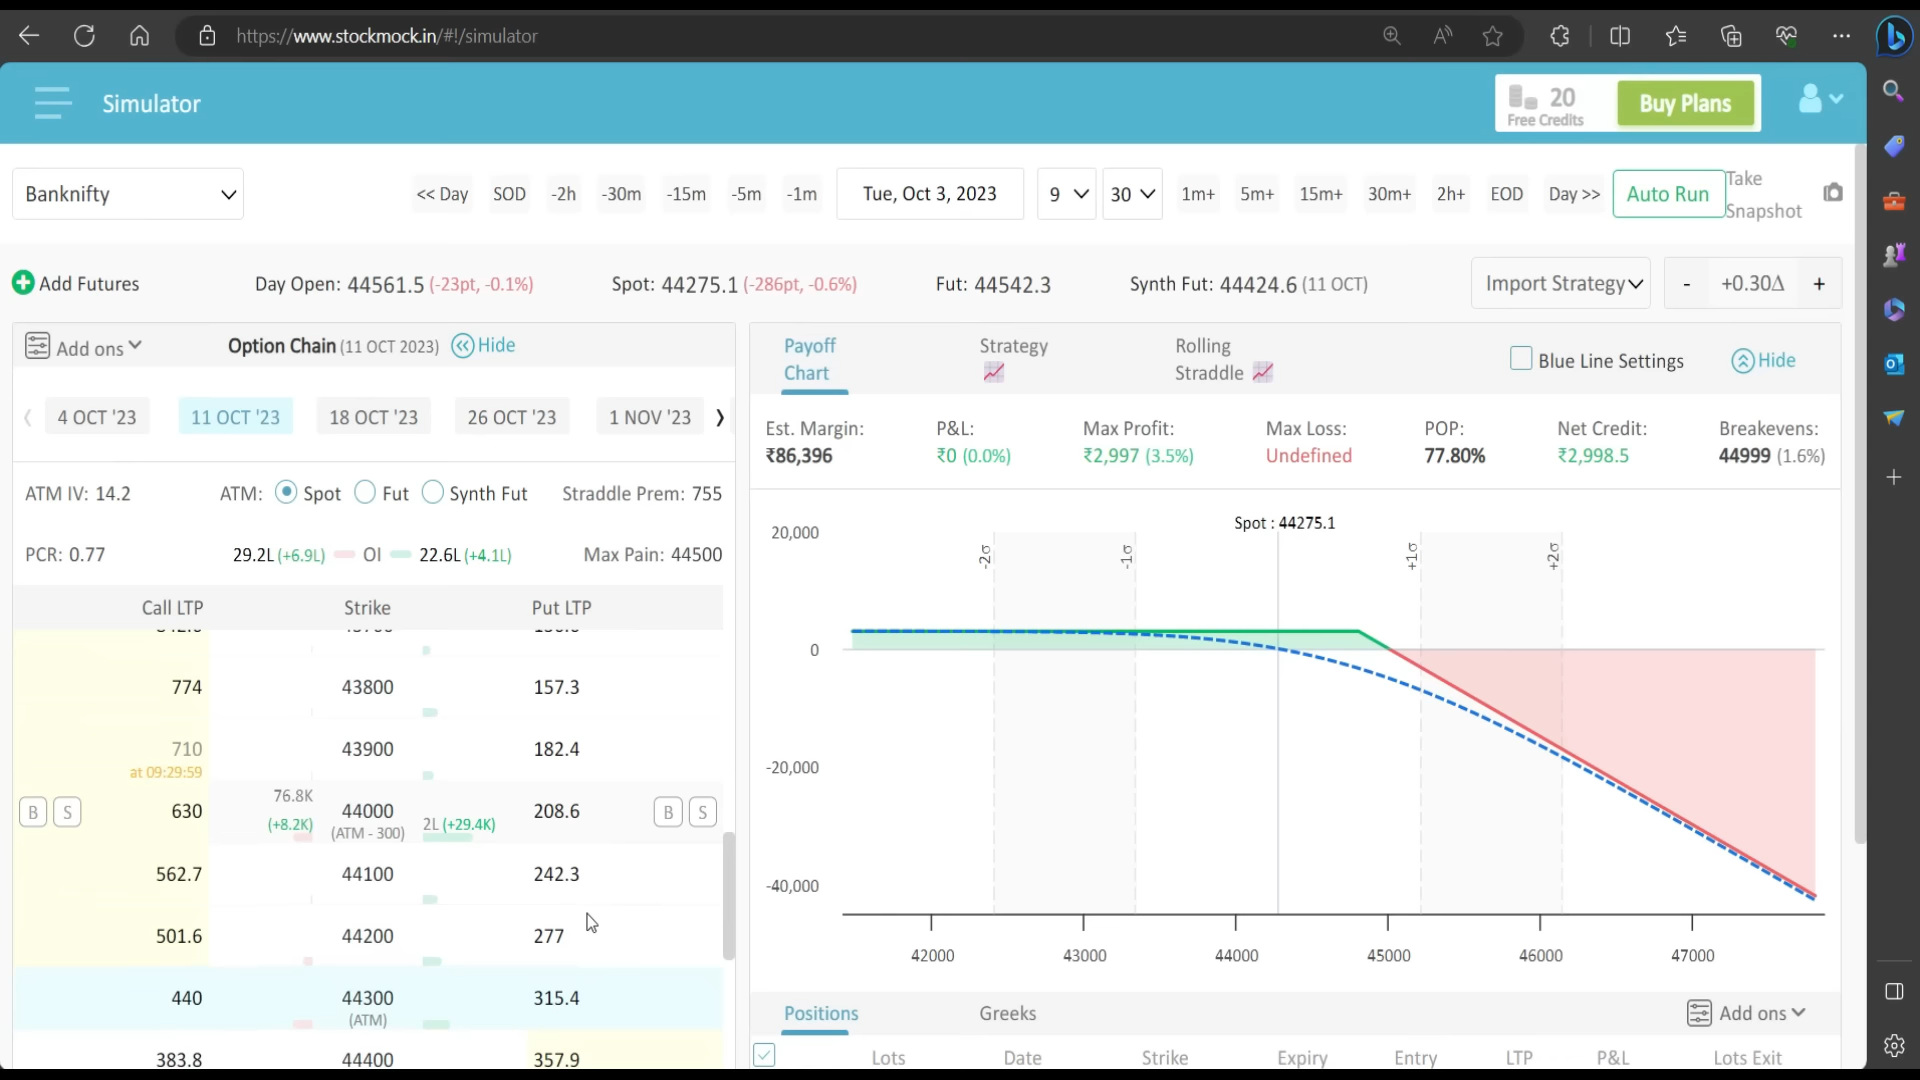 https://www.stockmock.in/#!/simulator
Simulator
20
Free Credits
Buy Plans
Banknifty
<< Day SOD -2h -30m -15m -5m -1m Tue, Oct 3, 2023 9 30 1m+ 5m+ 15m+ 30m+ 2h+ EOD Day >> Auto Run
Take
Snapshot
Add Futures Day Open: 44561.5 (-23pt, -0.1%) Spot: 44275.1 (-286pt, -0.6%) Fut: 44542.3 Synth Fut: 44424.6 (11 OCT) Import Strategy - +0.30Δ +
Add ons Option Chain (11 OCT 2023) Hide
4 OCT '23 11 OCT '23 18 OCT '23 26 OCT '23 1 NOV '23
ATM IV: 14.2 ATM: Spot Fut Synth Fut Straddle Prem: 755
PCR: 0.77 29.2L (+6.9L) OI 22.6L (+4.1L) Max Pain: 44500
Call LTP Strike Put LTP
774 43800 157.3
710 43900 182.4
at 09:29:59
B S 630 76.8K (+8.2K) 44000 (ATM - 300) 2L (+29.4K) 208.6 B S
562.7 44100 242.3
501.6 44200 277
440 44300 315.4
(ATM)
383.8 44400 357.9
Payoff
Chart
Strategy
Rolling
Straddle
Blue Line Settings
Hide
Est. Margin: P&L: Max Profit: Max Loss: POP: Net Credit: Breakevens:
₹86,396 ₹0 (0.0%) ₹2,997 (3.5%) Undefined 77.80% ₹2,998.5 44999 (1.6%)
Spot : 44275.1
20,000
0
-20,000
-40,000
-2σ -1σ +1σ +2σ
42000 43000 44000 45000 46000 47000
Positions Greeks Add ons
Lots Date Strike Expiry Entry LTP P&L Lots Exit